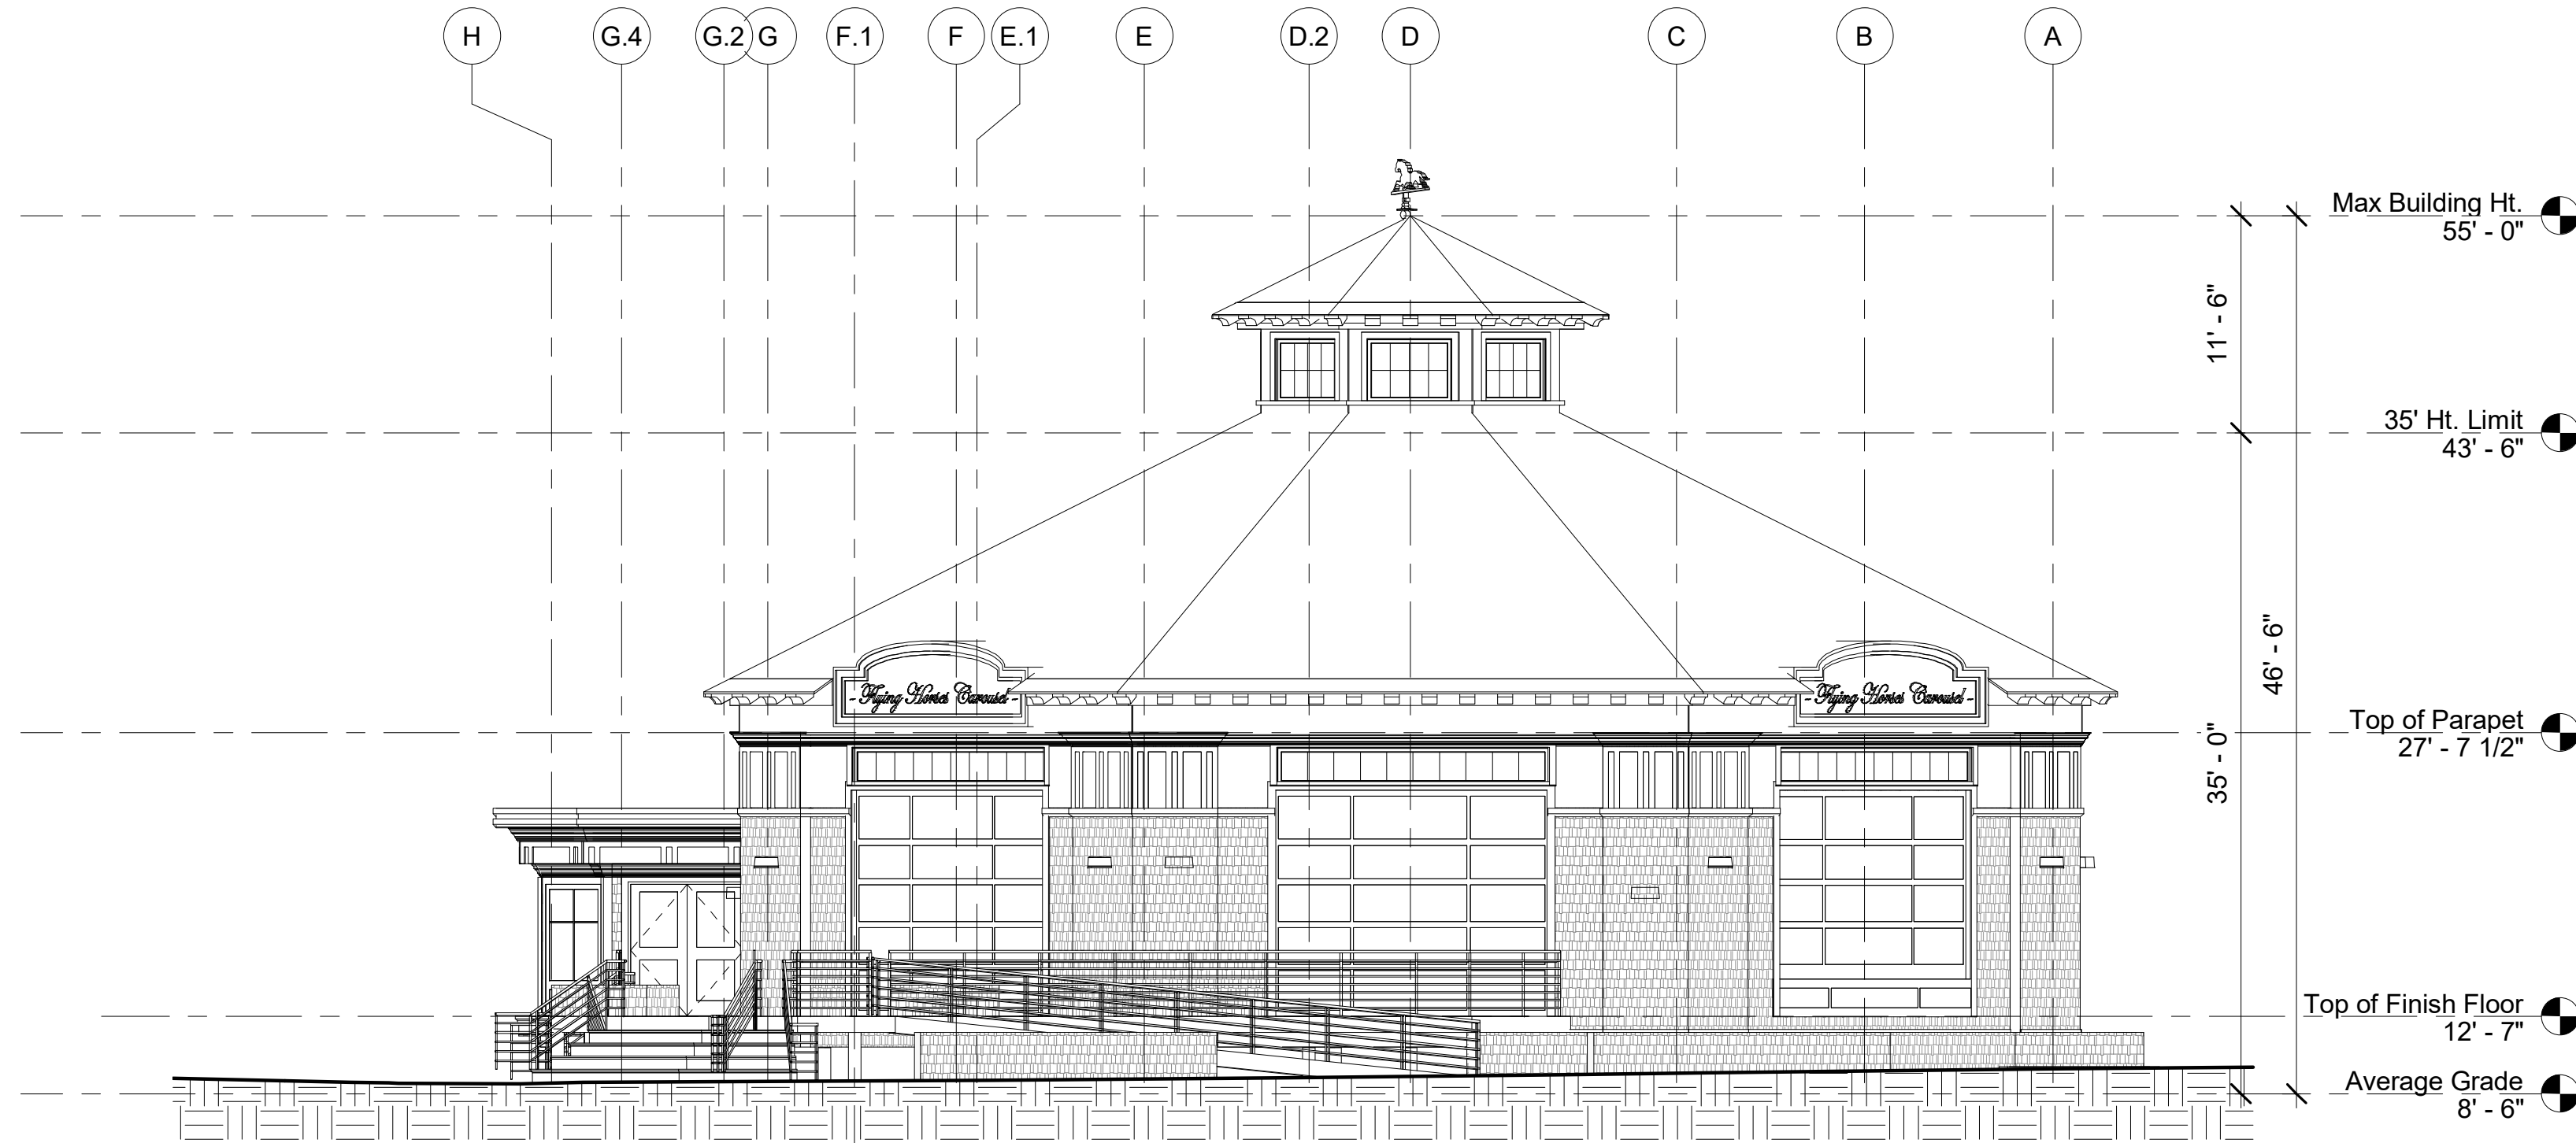 H
G.4
G.2
G
F.1
F
E.1
E
D.2
D
C
B
A
Max Building Ht.
55' - 0"
11' - 6"
35' Ht. Limit
43' - 6"
46' - 6"
- Flying Horses Carousel -
- Flying Horses Carousel -
Top of Parapet
27' - 7 1/2"
35' - 0"
Top of Finish Floor
12' - 7"
Average Grade
8' - 6"